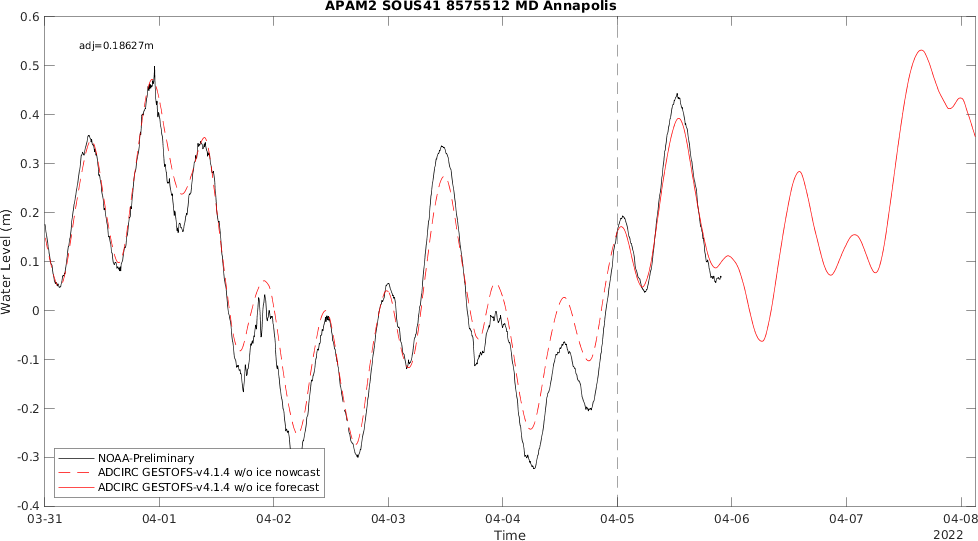 APAM2 SOUS41 8575512 MD Annapolis
adj=0.18627m
0.6
0.5
0.4
0.3
0.2
0.1
0
-0.1
-0.2
-0.3
-0.4
Water Level (m)
NOAA-Preliminary
ADCIRC GESTOFS-v4.1.4 w/o ice nowcast
ADCIRC GESTOFS-v4.1.4 w/o ice forecast
03-31 04-01 04-02 04-03 04-04 04-05 04-06 04-07 04-08
Time
2022